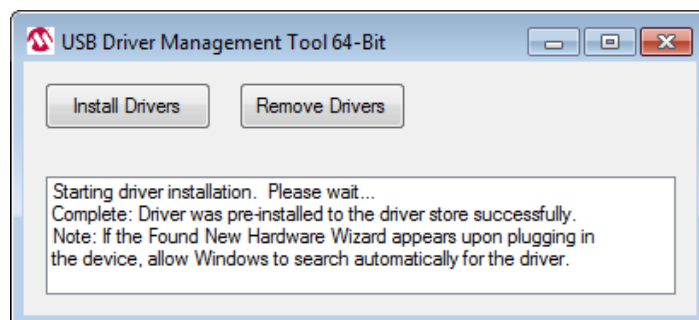 USB Driver Management Tool 64-Bit
Install Drivers
Remove Drivers
Starting driver installation.  Please wait...
Complete: Driver was pre-installed to the driver store successfully.
Note: If the Found New Hardware Wizard appears upon plugging in
the device, allow Windows to search automatically for the driver.